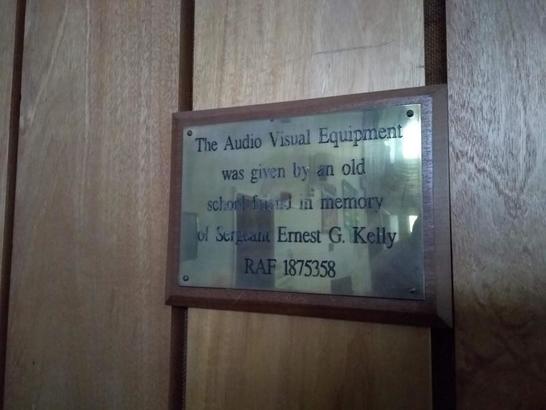 The Audio Visual Equipment
was given by an old
school friend in memory
of Sergeant Ernest G. Kelly
RAF 1875358